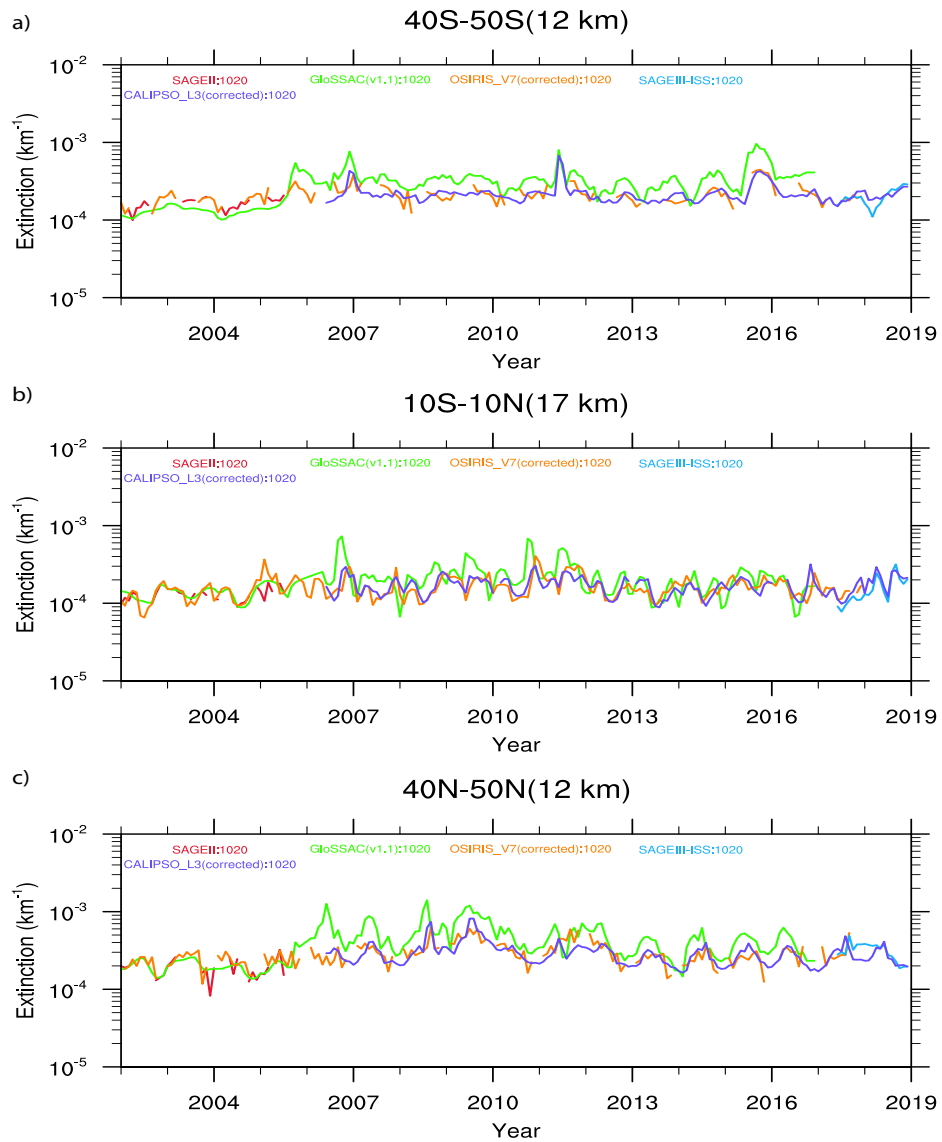 a)
40S-50S(12 km)
10⁻²
SAGEII:1020 GloSSAC(v1.1):1020 OSIRIS_V7(corrected):1020 SAGEIII-ISS:1020
CALIPSO_L3(corrected):1020
10⁻³
Extinction (km⁻¹)
10⁻⁴
10⁻⁵
2004 2007 2010 2013 2016 2019
Year
b)
10S-10N(17 km)
10⁻²
SAGEII:1020 GloSSAC(v1.1):1020 OSIRIS_V7(corrected):1020 SAGEIII-ISS:1020
CALIPSO_L3(corrected):1020
10⁻³
Extinction (km⁻¹)
10⁻⁴
10⁻⁵
2004 2007 2010 2013 2016 2019
Year
c)
40N-50N(12 km)
10⁻²
SAGEII:1020 GloSSAC(v1.1):1020 OSIRIS_V7(corrected):1020 SAGEIII-ISS:1020
CALIPSO_L3(corrected):1020
10⁻³
Extinction (km⁻¹)
10⁻⁴
10⁻⁵
2004 2007 2010 2013 2016 2019
Year